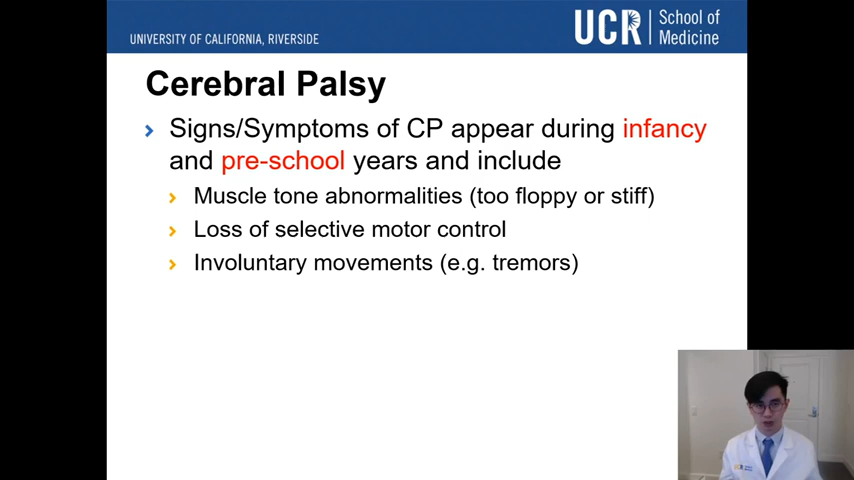 UNIVERSITY OF CALIFORNIA, RIVERSIDE
UCR School of
Medicine
Cerebral Palsy
Signs/Symptoms of CP appear during infancy
and pre-school years and include
Muscle tone abnormalities (too floppy or stiff)
Loss of selective motor control
Involuntary movements (e.g. tremors)